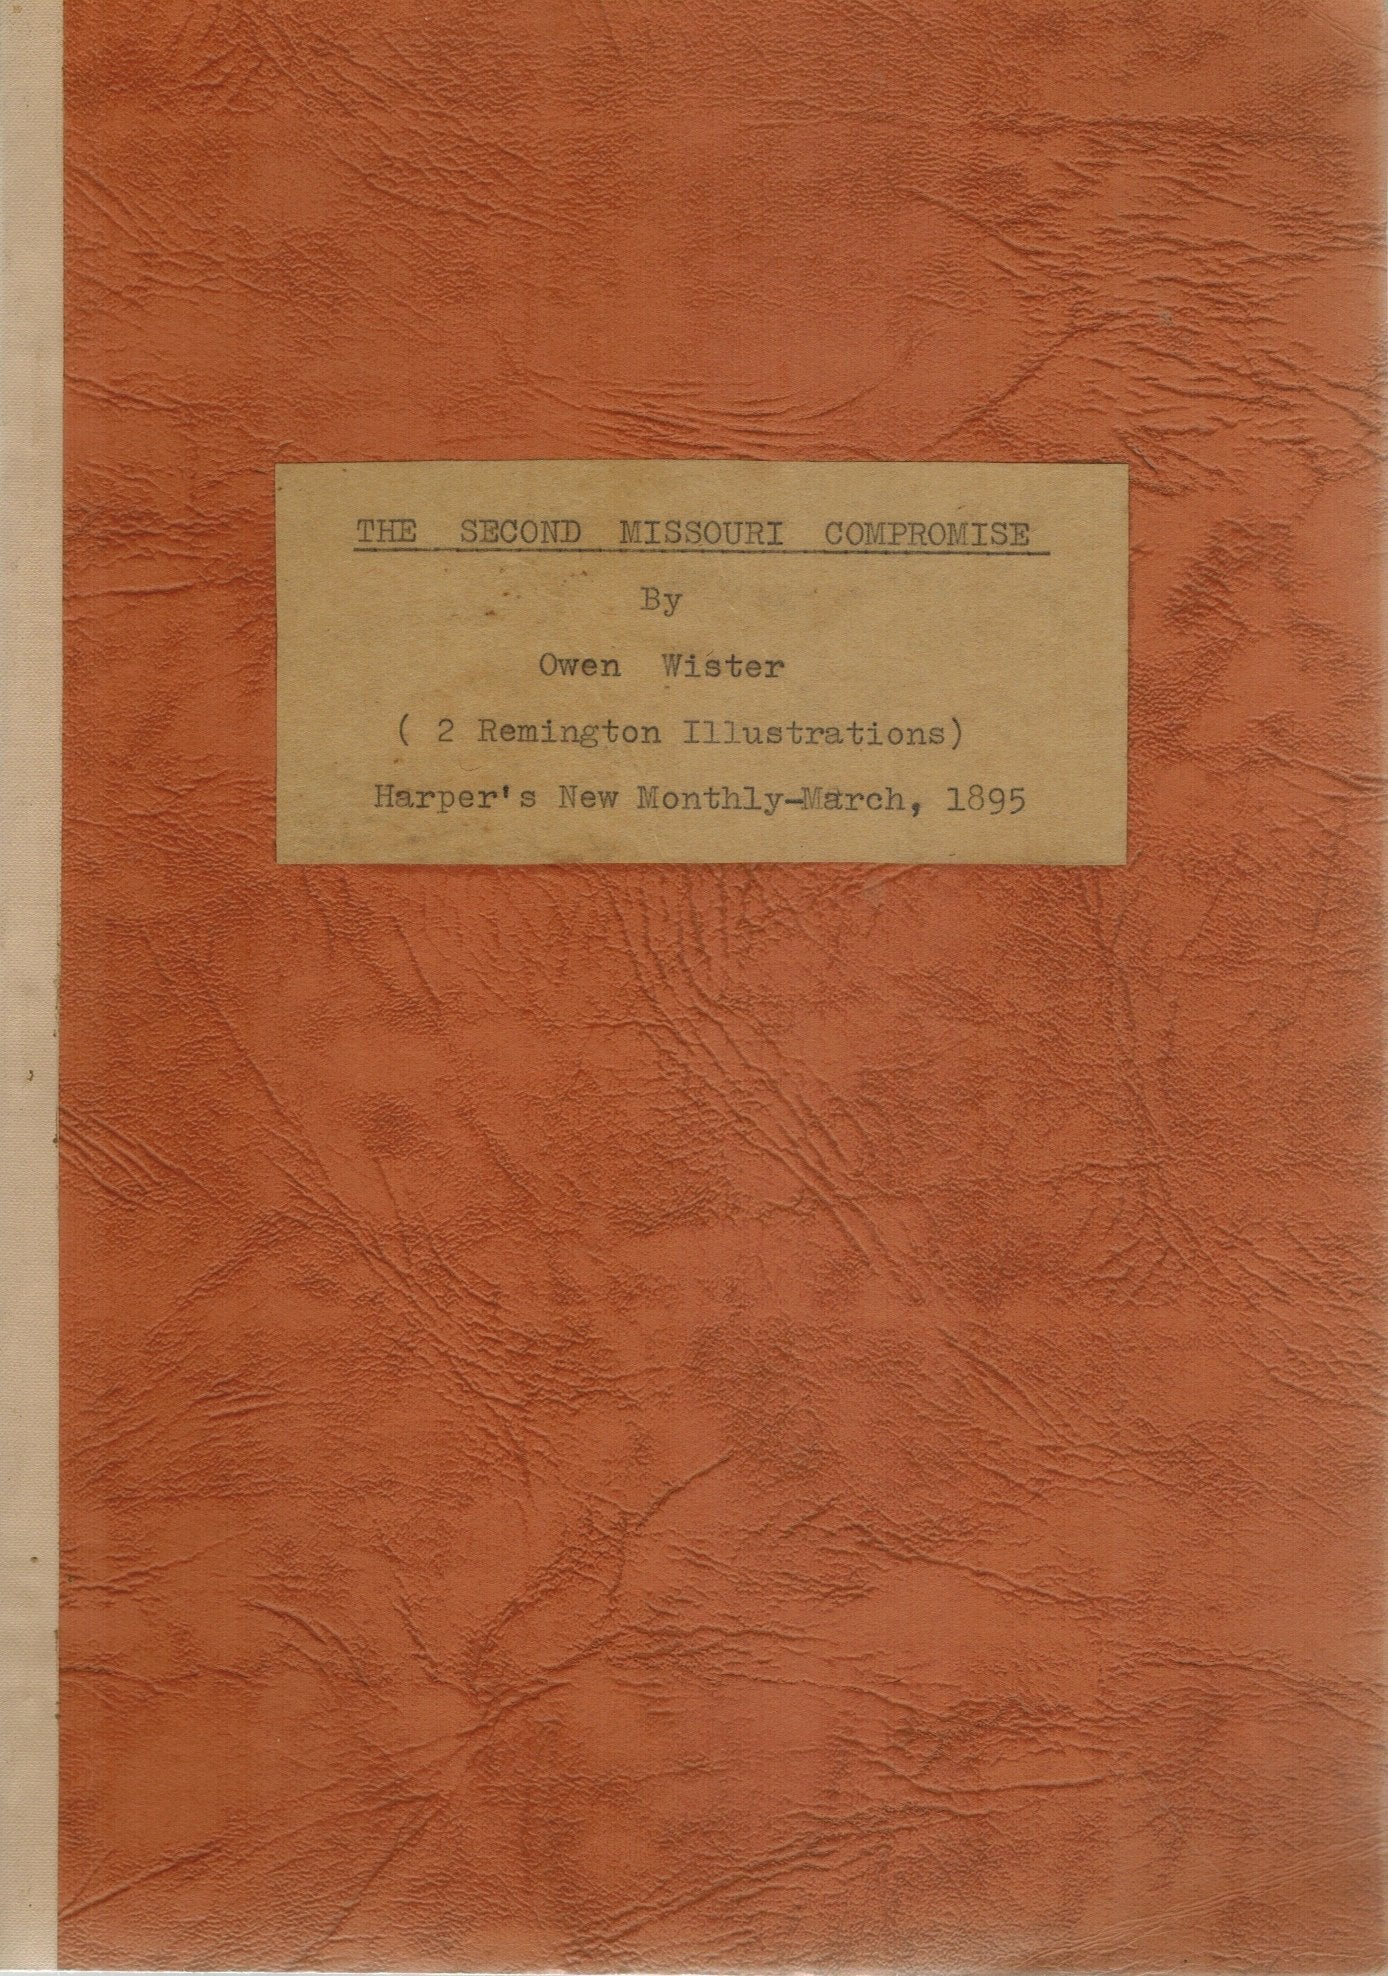 THE SECOND MISSOURI COMPROMISE
By
Owen Wister
( 2 Remington Illustrations)
Harper's New Monthly-March, 1895